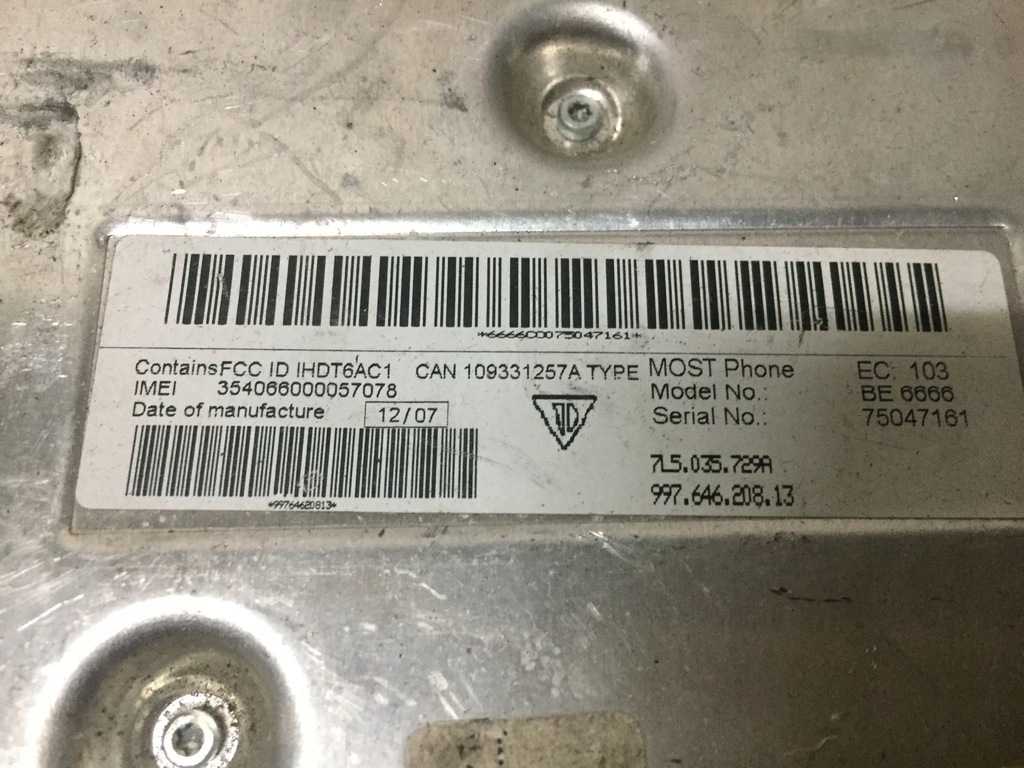 *6666CD075047161*
Contains FCC ID IHDT6AC1 CAN 109331257A TYPE
MOST Phone EC: 103
IMEI 354066000057078
Model No.: BE 6666
Date of manufacture 12/07
Serial No.: 75047161
7L5.035.729A
997.646.208.13
*99764620813*